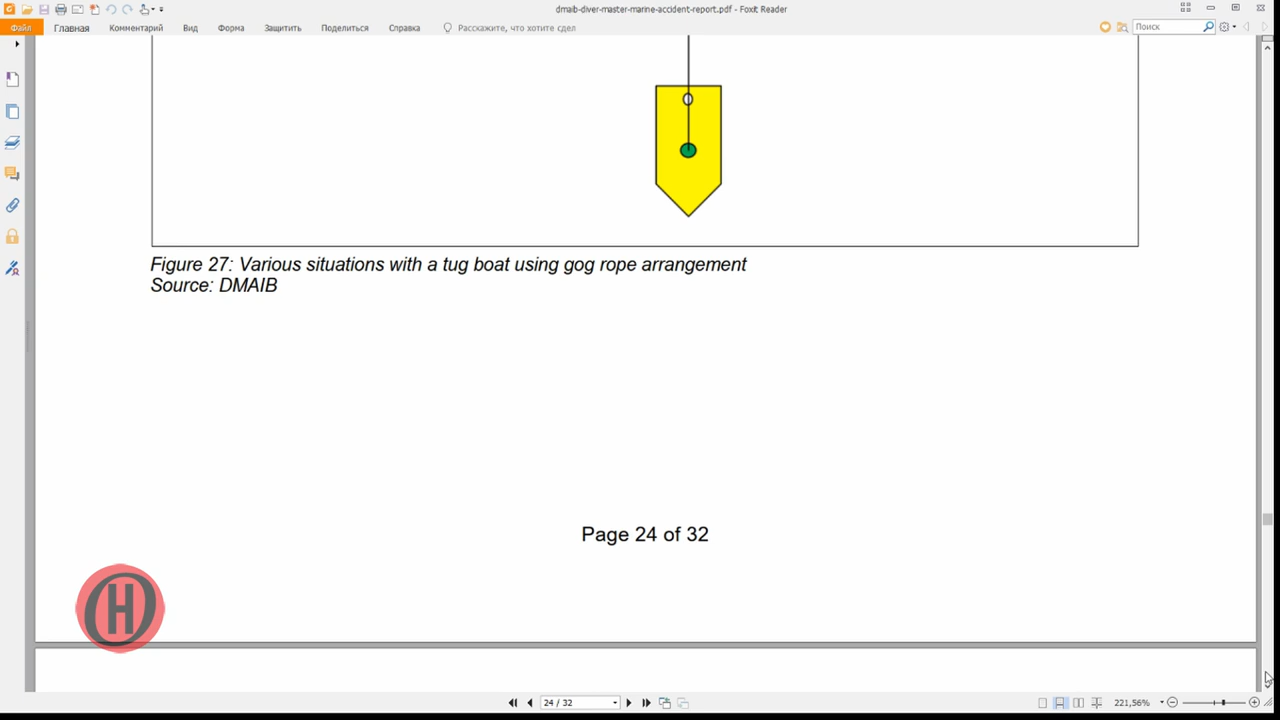 dmaib-diver-master-marine-accident-report.pdf - Foxit Reader
Файл Главная Комментарий Вид Форма Защитить Поделиться Справка Расскажите, что хотите сдел Поиск
Figure 27: Various situations with a tug boat using gog rope arrangement
Source: DMAIB
Page 24 of 32
H
24 / 32 221,56%